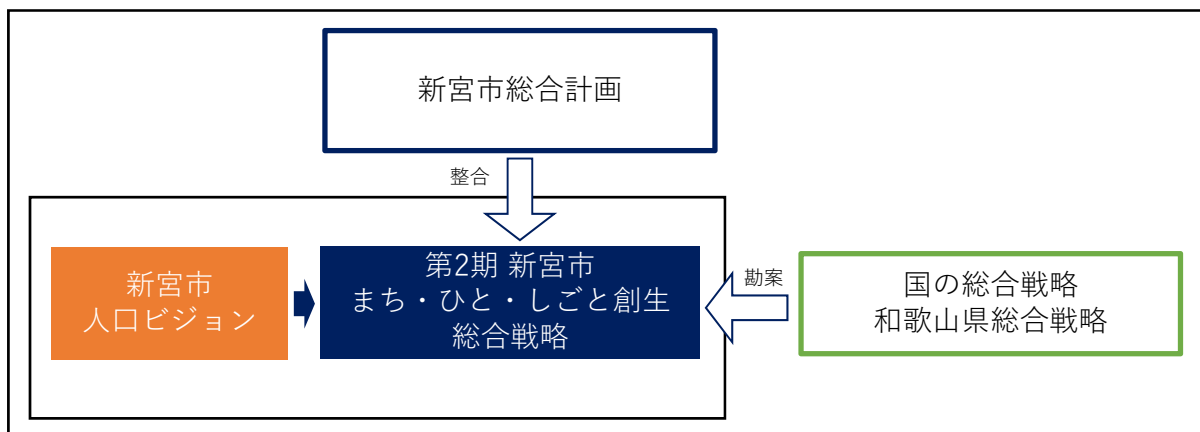 新宮市総合計画
整合
新宮市
人口ビジョン
第2期 新宮市
まち・ひと・しごと創生
総合戦略
勘案
国の総合戦略
和歌山県総合戦略